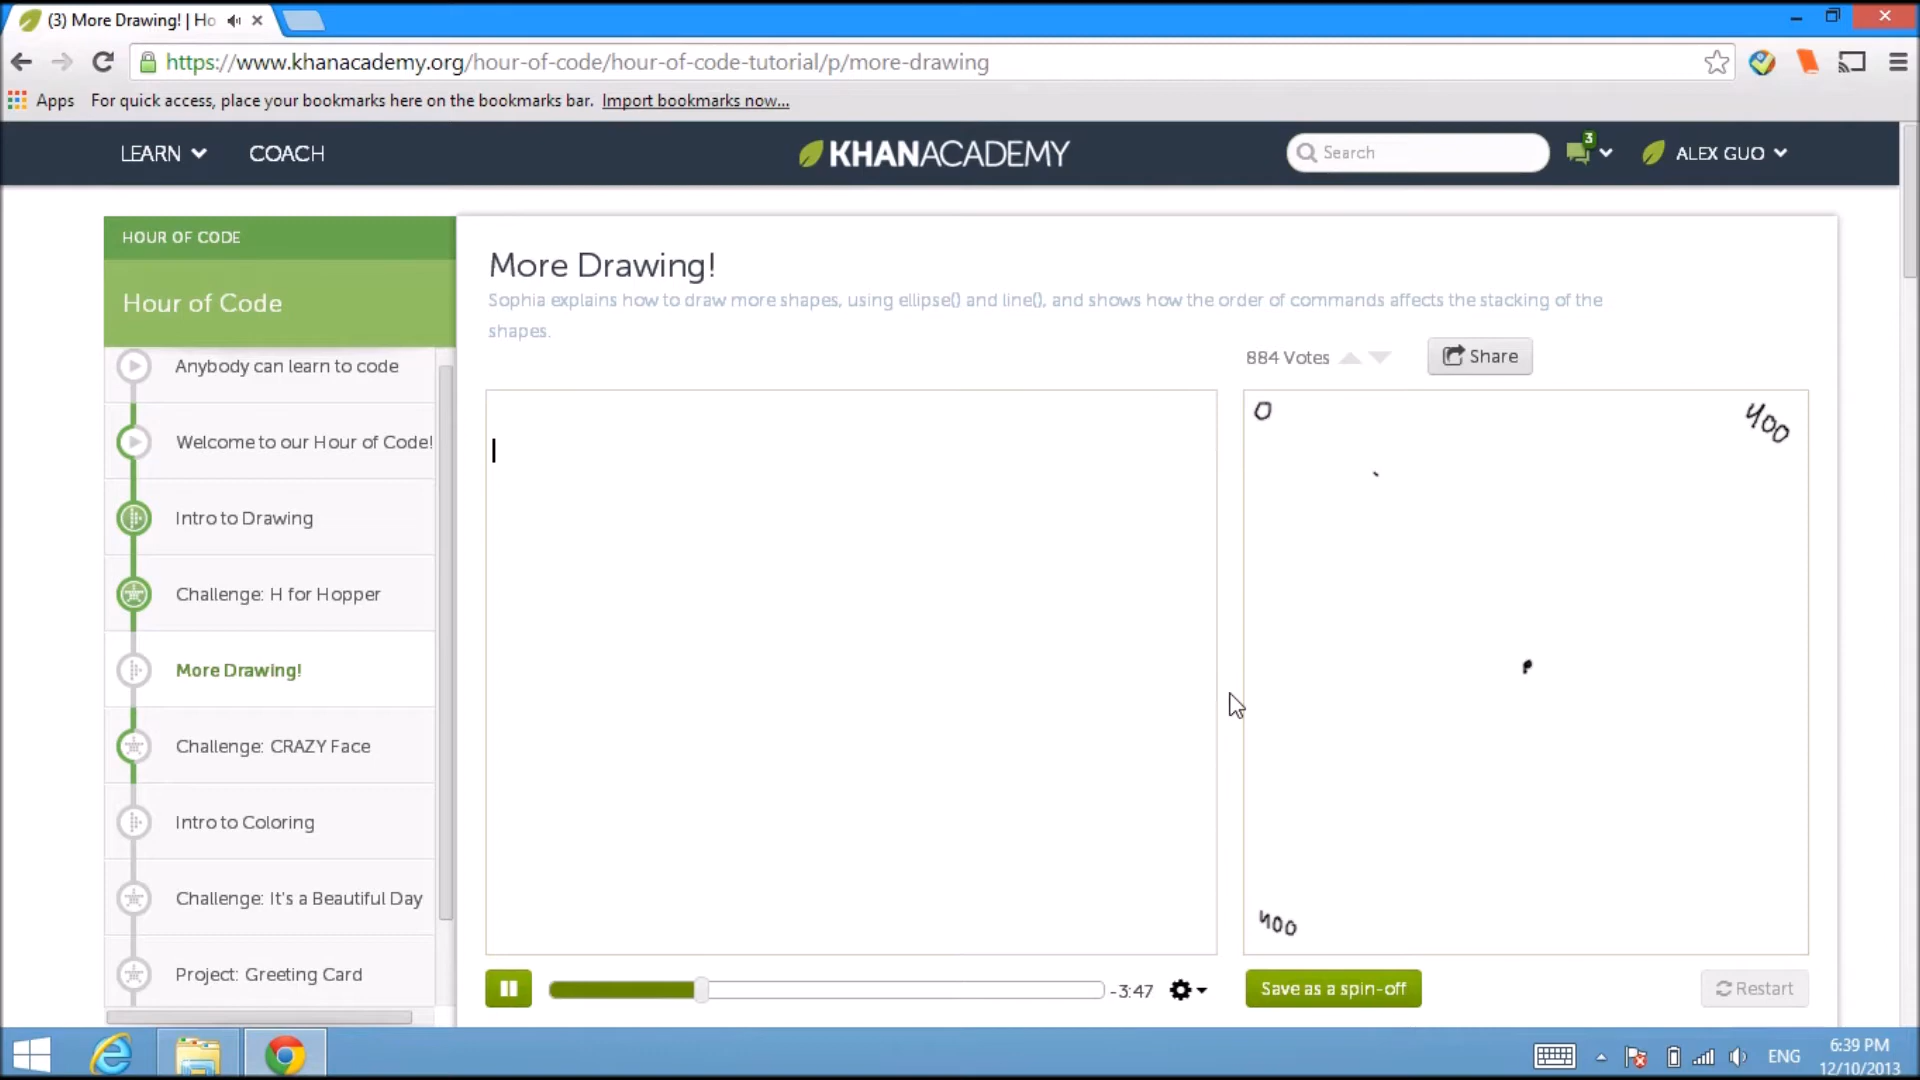 (3) More Drawing! | Ho
https://www.khanacademy.org/hour-of-code/hour-of-code-tutorial/p/more-drawing
Apps For quick access, place your bookmarks here on the bookmarks bar. Import bookmarks now...
LEARN COACH KHANACADEMY Search 3 ALEX GUO
HOUR OF CODE
Hour of Code
Anybody can learn to code
Welcome to our Hour of Code!
Intro to Drawing
Challenge: H for Hopper
More Drawing!
Challenge: CRAZY Face
Intro to Coloring
Challenge: It's a Beautiful Day
Project: Greeting Card
More Drawing!
Sophia explains how to draw more shapes, using ellipse() and line(), and shows how the order of commands affects the stacking of the
shapes.
884 Votes Share
0 400
400
-3:47 Save as a spin-off Restart
ENG 6:39 PM
12/10/2013